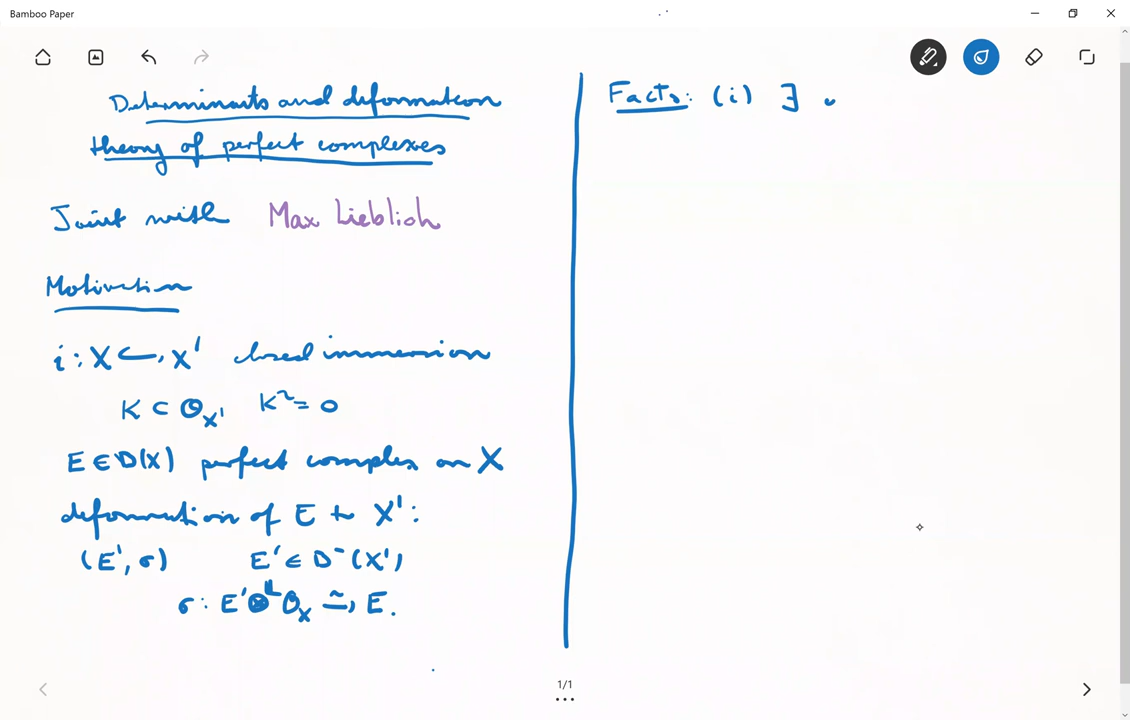 Bamboo Paper
Determinants and deformation
theory of perfect complexes
Joint with Max Lieblich
Motivation
i : X ↪ X' closed immersion
K ⊂ O_X' K² = 0
E ∈ D(X) perfect complex on X
deformation of E to X' :
(E', σ) E' ∈ D⁻(X')
σ : E' ⊗^L O_X ≃→ E.
Facts: (i) ∃
1/1